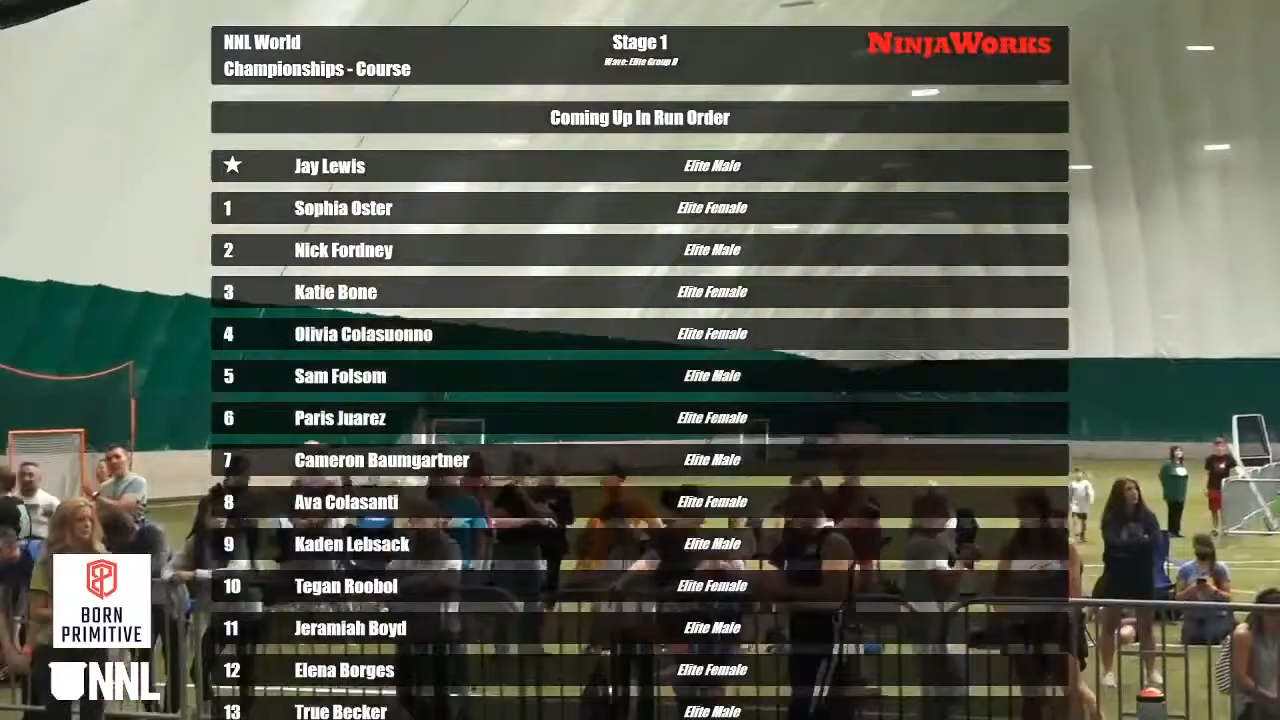 NNL World
Championships - Course
Stage 1
Wave: Elite Group D
NINJAWORKS
Coming Up In Run Order
★ Jay Lewis Elite Male
1 Sophia Oster Elite Female
2 Nick Fordney Elite Male
3 Katie Bone Elite Female
4 Olivia Colasuonno Elite Female
5 Sam Folsom Elite Male
6 Paris Juarez Elite Female
7 Cameron Baumgartner Elite Male
8 Ava Colasanti Elite Female
9 Kaden Lebsack Elite Male
10 Tegan Roobol Elite Female
11 Jeramiah Boyd Elite Male
12 Elena Borges Elite Female
13 True Becker Elite Male
BORN
PRIMITIVE
NNL